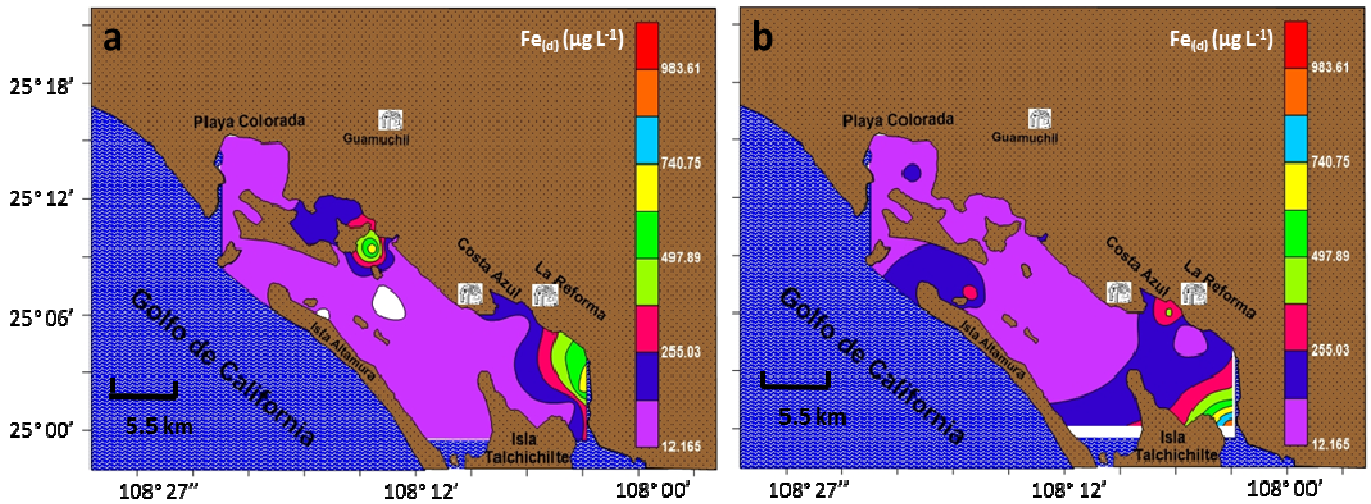 a
Fe(d) (µg L-1)
983.61
740.75
497.89
255.03
12.165
25° 18'
25° 12'
25° 06'
25° 00'
Playa Colorada
Guamuchil
Costa Azul
La Reforma
Golfo de California
Isla Altamura
Isla
Talchichilte
5.5 km
108° 27'''
108° 12'
108° 00'
b
Fe(d) (µg L-1)
983.61
740.75
497.89
255.03
12.165
Playa Colorada
Guamuchil
Costa Azul
La Reforma
Golfo de California
Isla Altamura
Isla
Talchichilte
5.5 km
108° 27'''
108° 12'
108° 00'